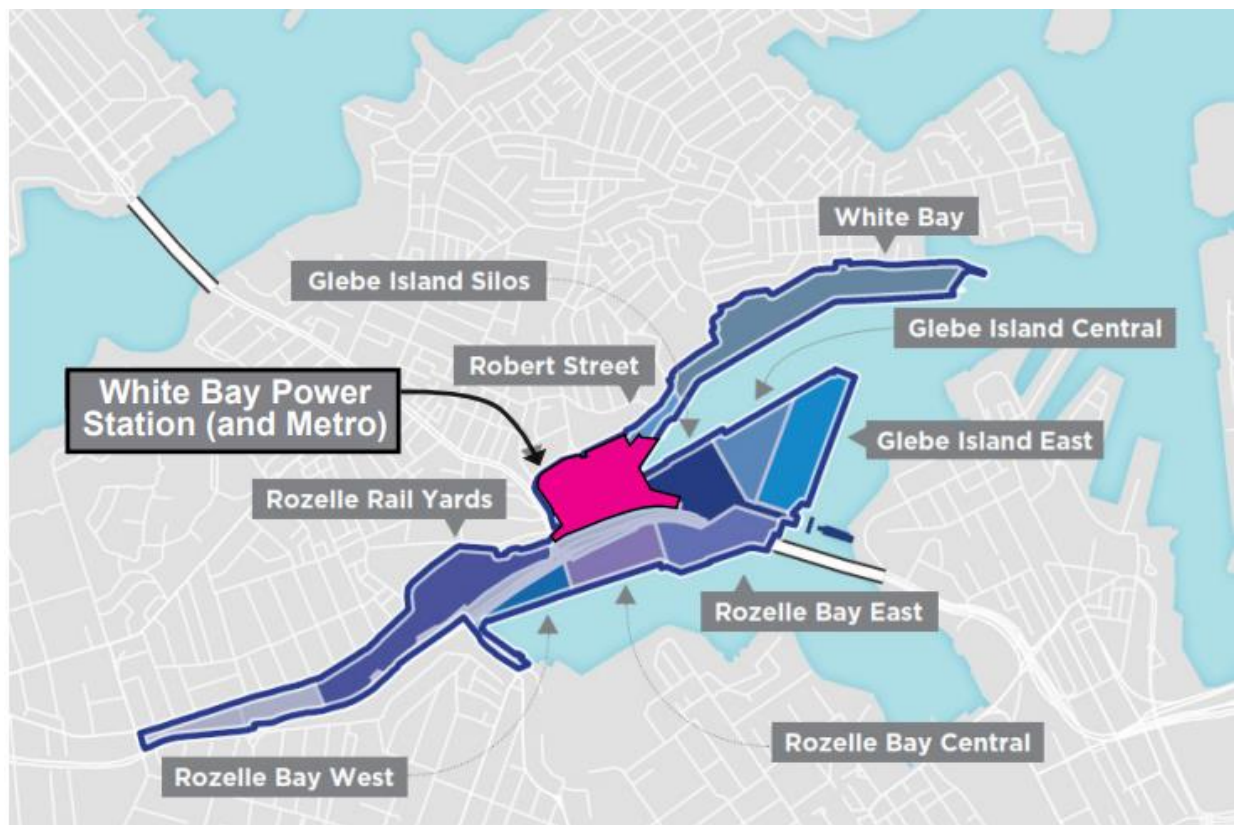 White Bay
Glebe Island Silos
Glebe Island Central
Robert Street
White Bay Power
Station (and Metro)
Glebe Island East
Rozelle Rail Yards
Rozelle Bay East
Rozelle Bay Central
Rozelle Bay West